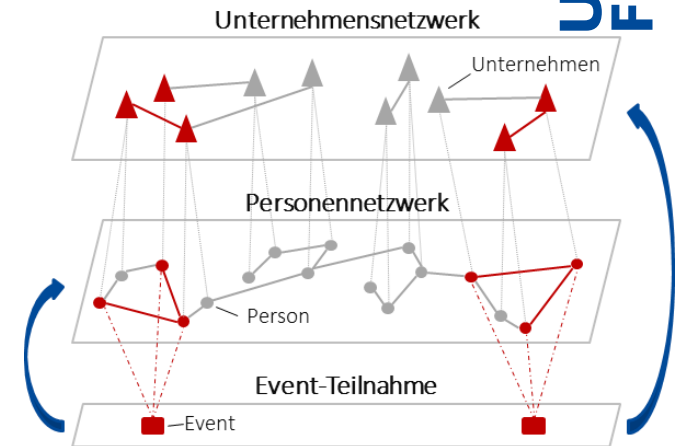 Unternehmensnetzwerk
U
F
Unternehmen
Personennetzwerk
Person
Event-Teilnahme
Event